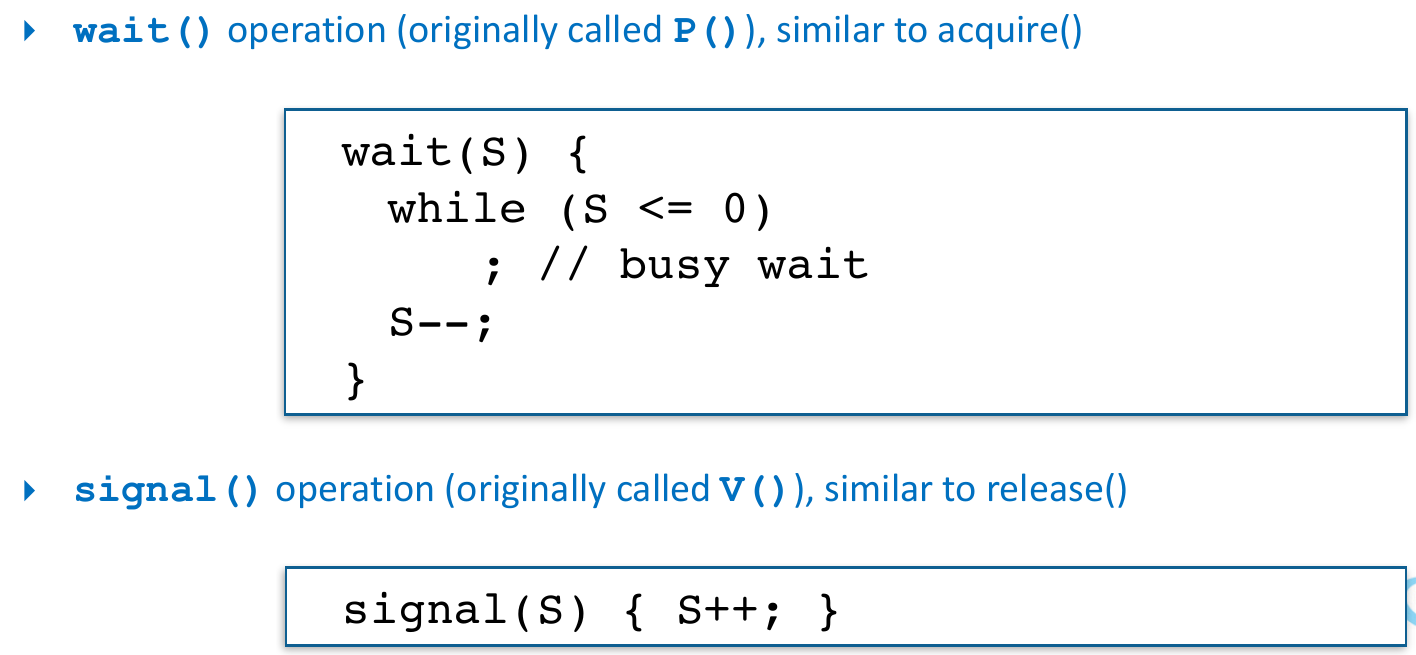 wait() operation (originally called P()), similar to acquire()
wait(S) {
while (S <= 0)
; // busy wait
S--;
}
signal() operation (originally called V()), similar to release()
signal(S) { S++; }